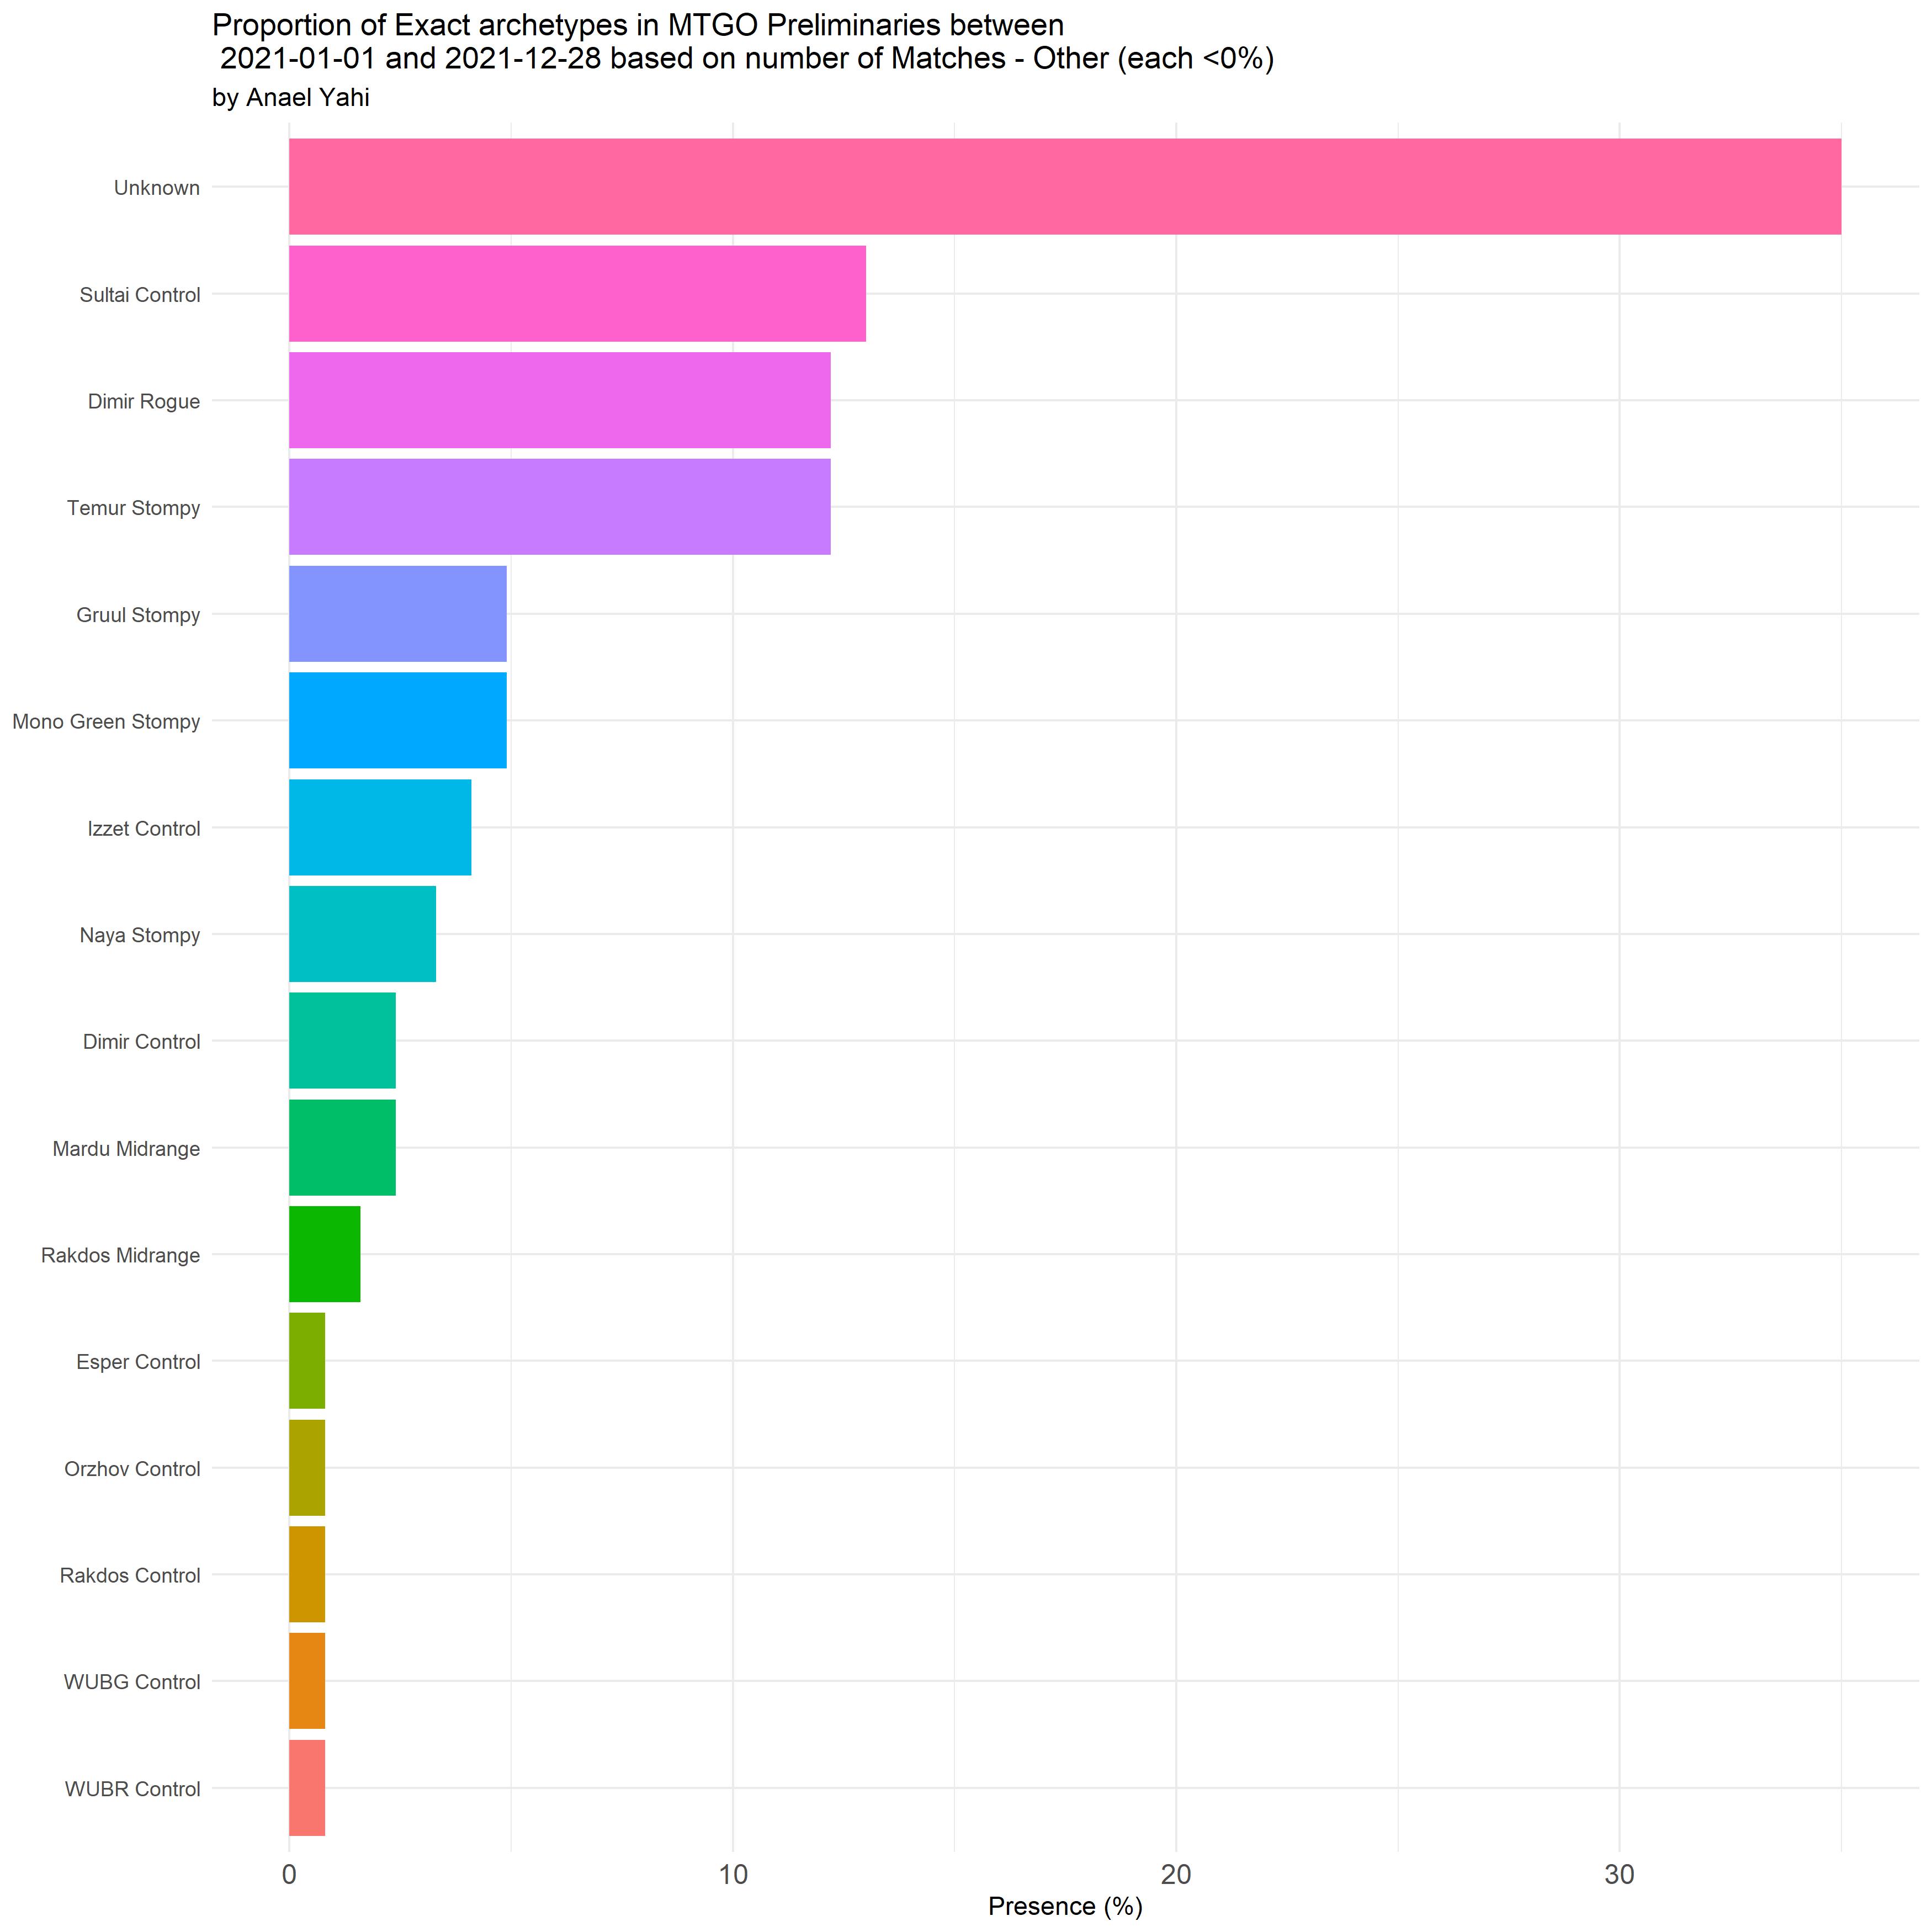 Proportion of Exact archetypes in MTGO Preliminaries between
2021-01-01 and 2021-12-28 based on number of Matches - Other (each <0%)
by Anael Yahi
Unknown
Sultai Control
Dimir Rogue
Temur Stompy
Gruul Stompy
Mono Green Stompy
Izzet Control
Naya Stompy
Dimir Control
Mardu Midrange
Rakdos Midrange
Esper Control
Orzhov Control
Rakdos Control
WUBG Control
WUBR Control
0 10 20 30
Presence (%)